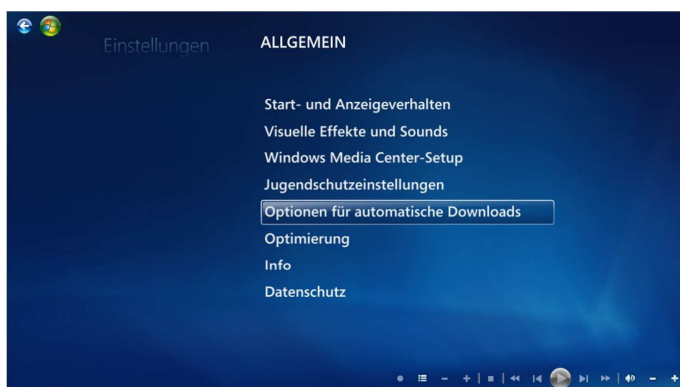 Einstellungen
ALLGEMEIN
Start- und Anzeigeverhalten
Visuelle Effekte und Sounds
Windows Media Center-Setup
Jugendschutzeinstellungen
Optionen für automatische Downloads
Optimierung
Info
Datenschutz